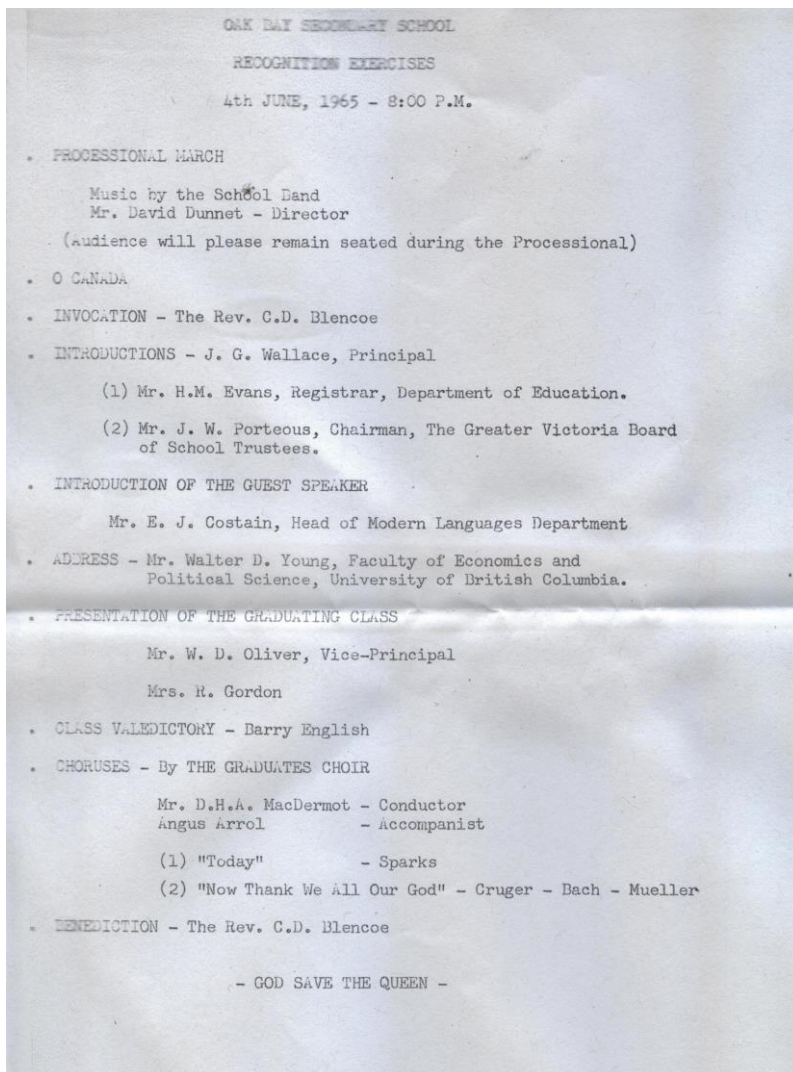 OAK BAY SECONDARY SCHOOL
RECOGNITION EXERCISES
4th JUNE, 1965 - 8:00 P.M.
. PROCESSIONAL MARCH
Music by the School Band
Mr. David Dunnet - Director
(Audience will please remain seated during the Processional)
. O CANADA
. INVOCATION - The Rev. C.D. Blencoe
. INTRODUCTIONS - J. G. Wallace, Principal
(1) Mr. H.M. Evans, Registrar, Department of Education.
(2) Mr. J. W. Porteous, Chairman, The Greater Victoria Board
of School Trustees.
. INTRODUCTION OF THE GUEST SPEAKER
Mr. E. J. Costain, Head of Modern Languages Department
. ADDRESS - Mr. Walter D. Young, Faculty of Economics and
Political Science, University of British Columbia.
. PRESENTATION OF THE GRADUATING CLASS
Mr. W. D. Oliver, Vice-Principal
Mrs. R. Gordon
. CLASS VALEDICTORY - Barry English
. CHORUSES - By THE GRADUATES CHOIR
Mr. D.H.A. MacDermot - Conductor
Angus Arrol - Accompanist
(1) "Today" - Sparks
(2) "Now Thank We All Our God" - Cruger - Bach - Mueller
. BENEDICTION - The Rev. C.D. Blencoe
- GOD SAVE THE QUEEN -